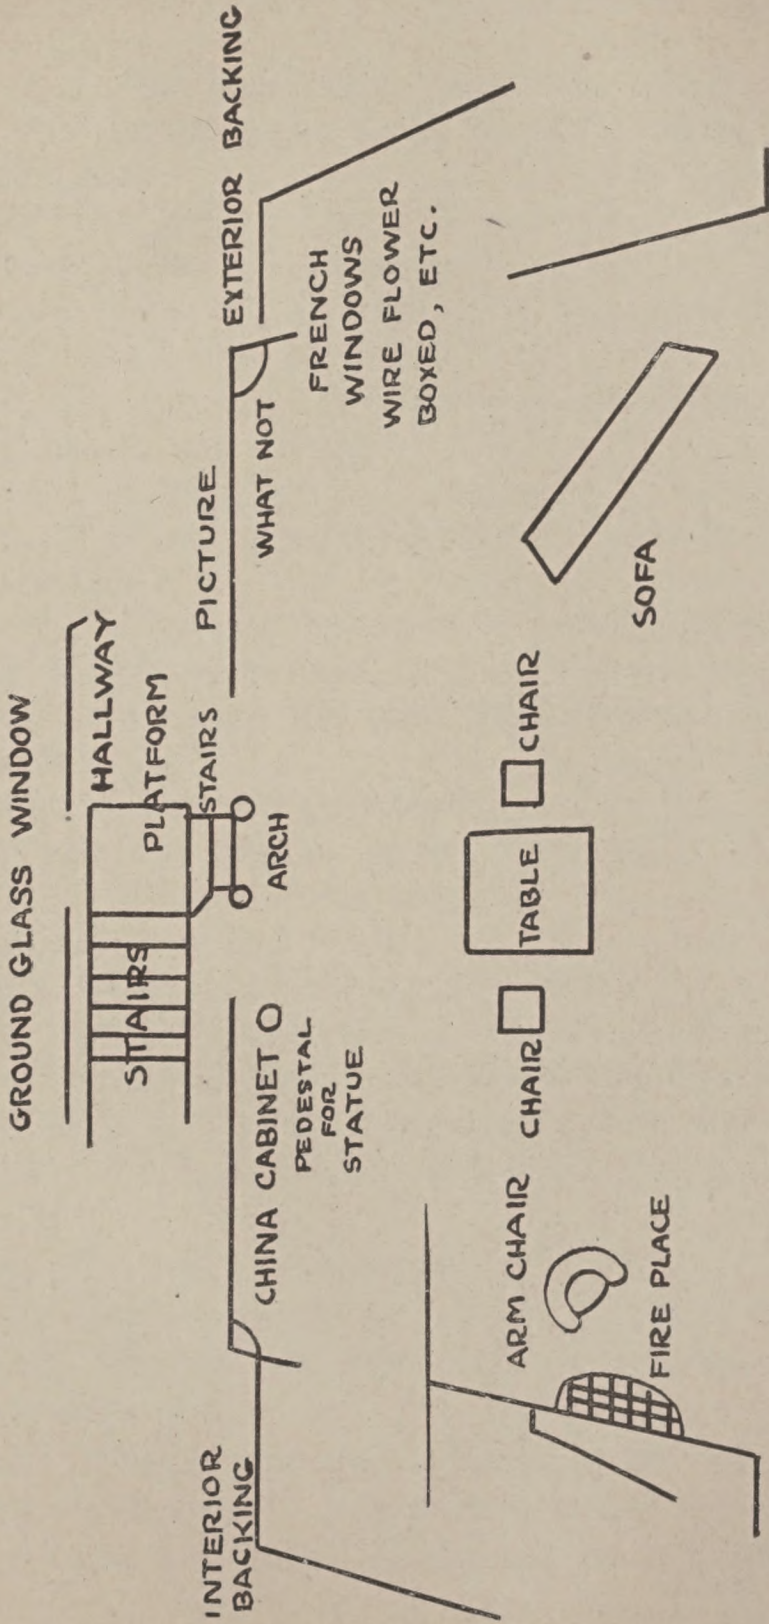 GROUND GLASS WINDOW
HALLWAY
PLATFORM
STAIRS
STAIRS
ARCH
PICTURE
EXTERIOR BACKING
WHAT NOT
FRENCH
WINDOWS
WIRE FLOWER
BOXED, ETC.
INTERIOR
BACKING
CHINA CABINET
PEDESTAL
FOR
STATUE
ARM CHAIR
CHAIR
TABLE
CHAIR
SOFA
FIRE PLACE